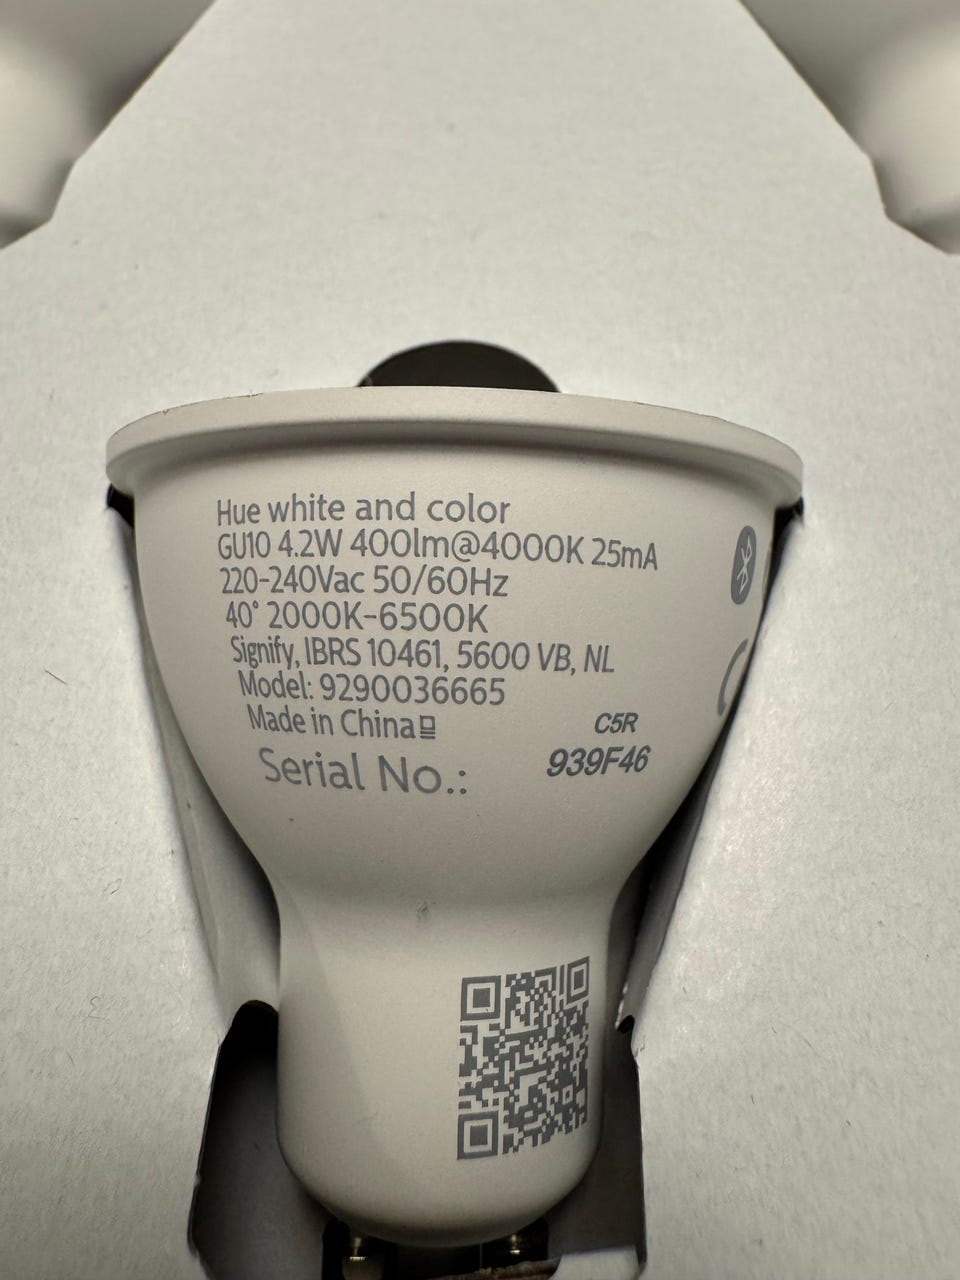 Hue white and color
GU10 4.2W 400lm@4000K 25mA
220-240Vac 50/60Hz
40° 2000K-6500K
Signify, IBRS 10461, 5600 VB, NL
Model: 9290036665
Made in China
C5R
Serial No.: 939F46